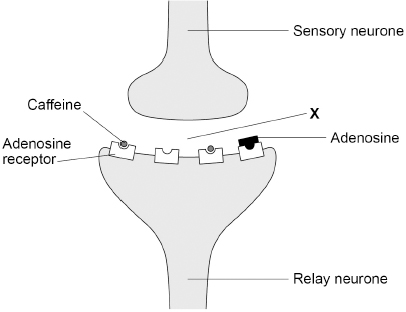 Sensory neurone
Caffeine
X
Adenosine
Adenosine
receptor
Relay neurone